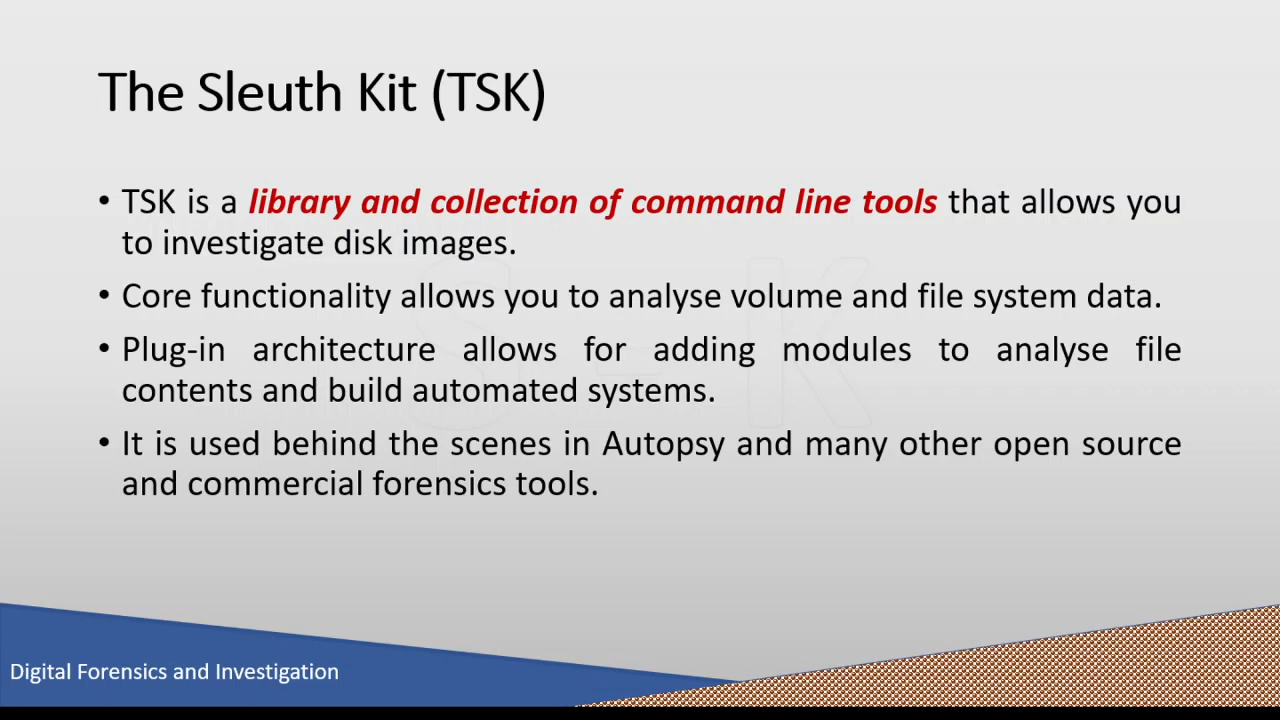 The Sleuth Kit (TSK)
• TSK is a library and collection of command line tools that allows you
to investigate disk images.
• Core functionality allows you to analyse volume and file system data.
• Plug-in architecture allows for adding modules to analyse file
contents and build automated systems.
• It is used behind the scenes in Autopsy and many other open source
and commercial forensics tools.
Digital Forensics and Investigation